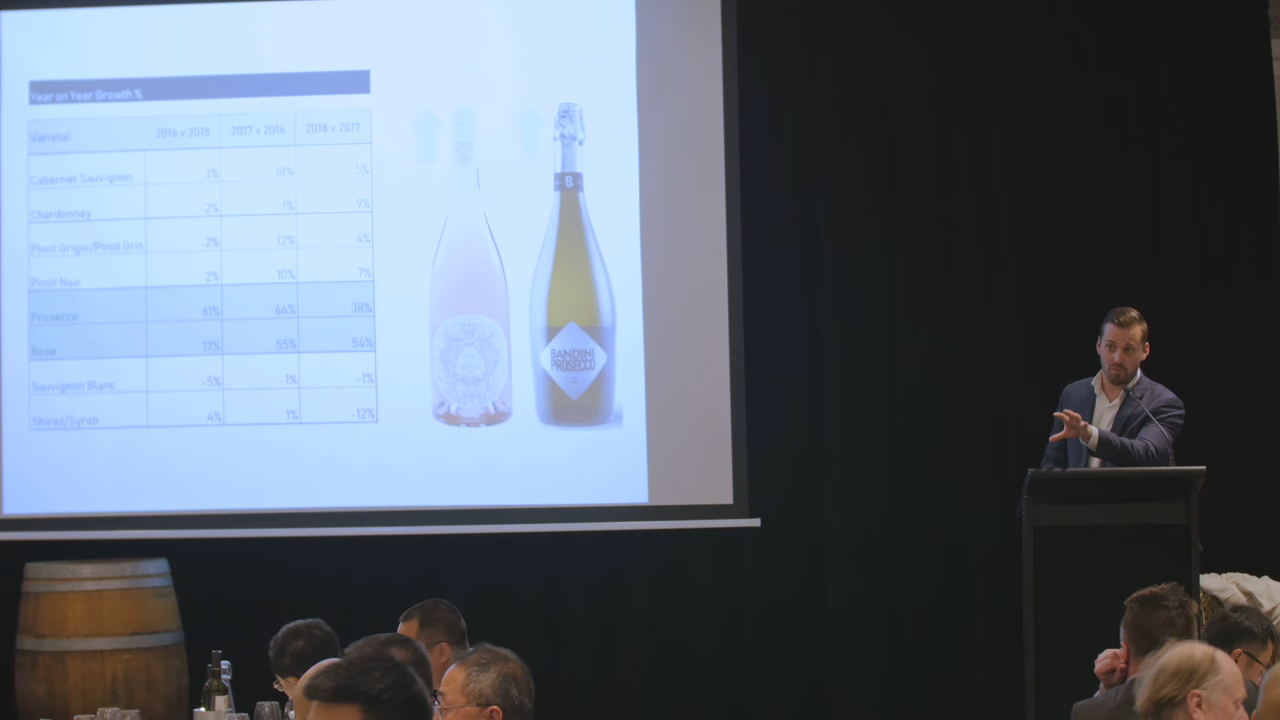 Year on Year Growth %
Varietal 2016 v 2015 2017 v 2016 2018 v 2017
Cabernet Sauvignon 18% 5%
Chardonnay -2% 1% 9%
Pinot Grigio/Pinot Gris -2% 12% 4%
Pinot Noir 2% 10% 7%
Prosecco 61% 64% 38%
Rose 17% 55% 54%
Sauvignon Blanc -5% -1% -1%
Shiraz/Syrah 4% 1% -12%
B
BANDINI
PROSECCO